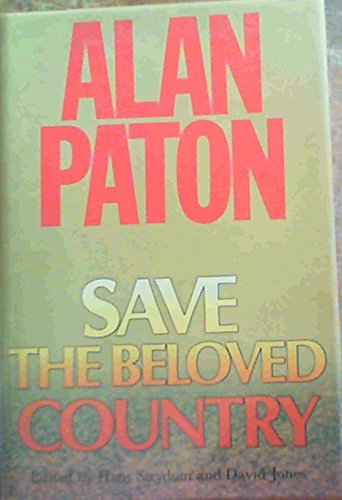 ALAN
PATON
SAVE
THE BELOVED
COUNTRY
Edited by Hans Strydom and David Jones